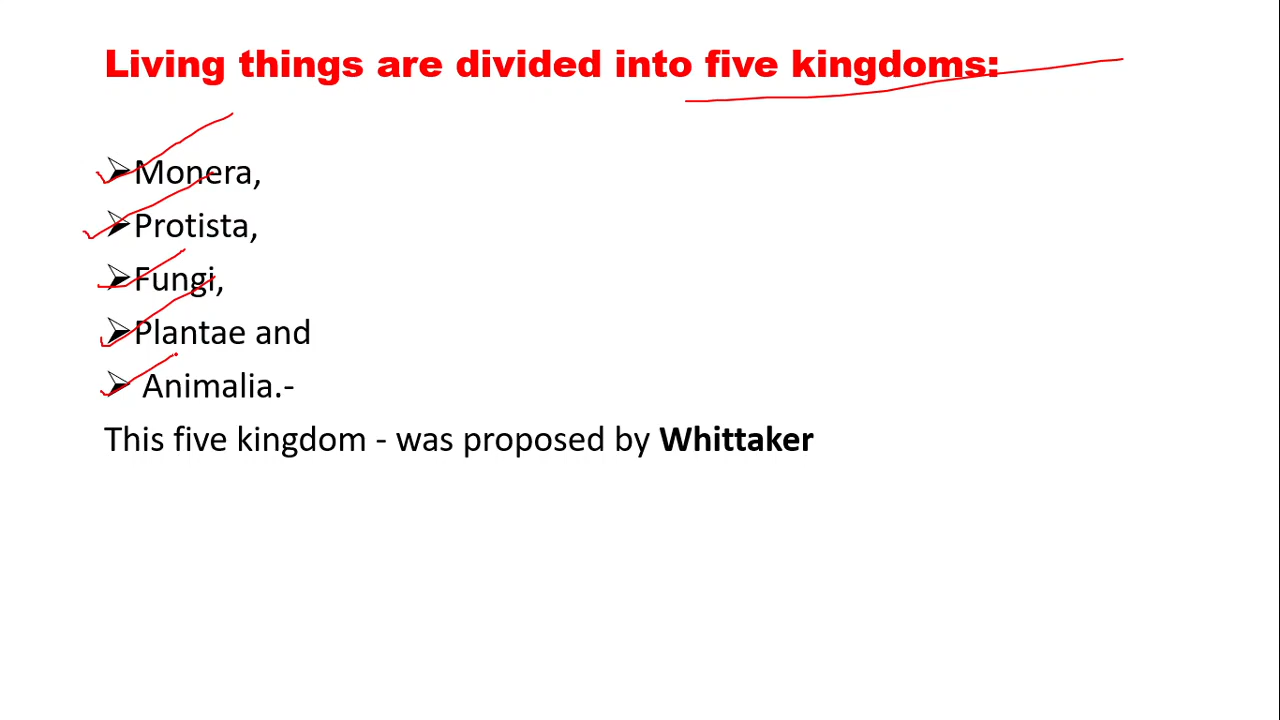 Living things are divided into five kingdoms:
Monera,
Protista,
Fungi,
Plantae and
Animalia.-
This five kingdom - was proposed by Whittaker